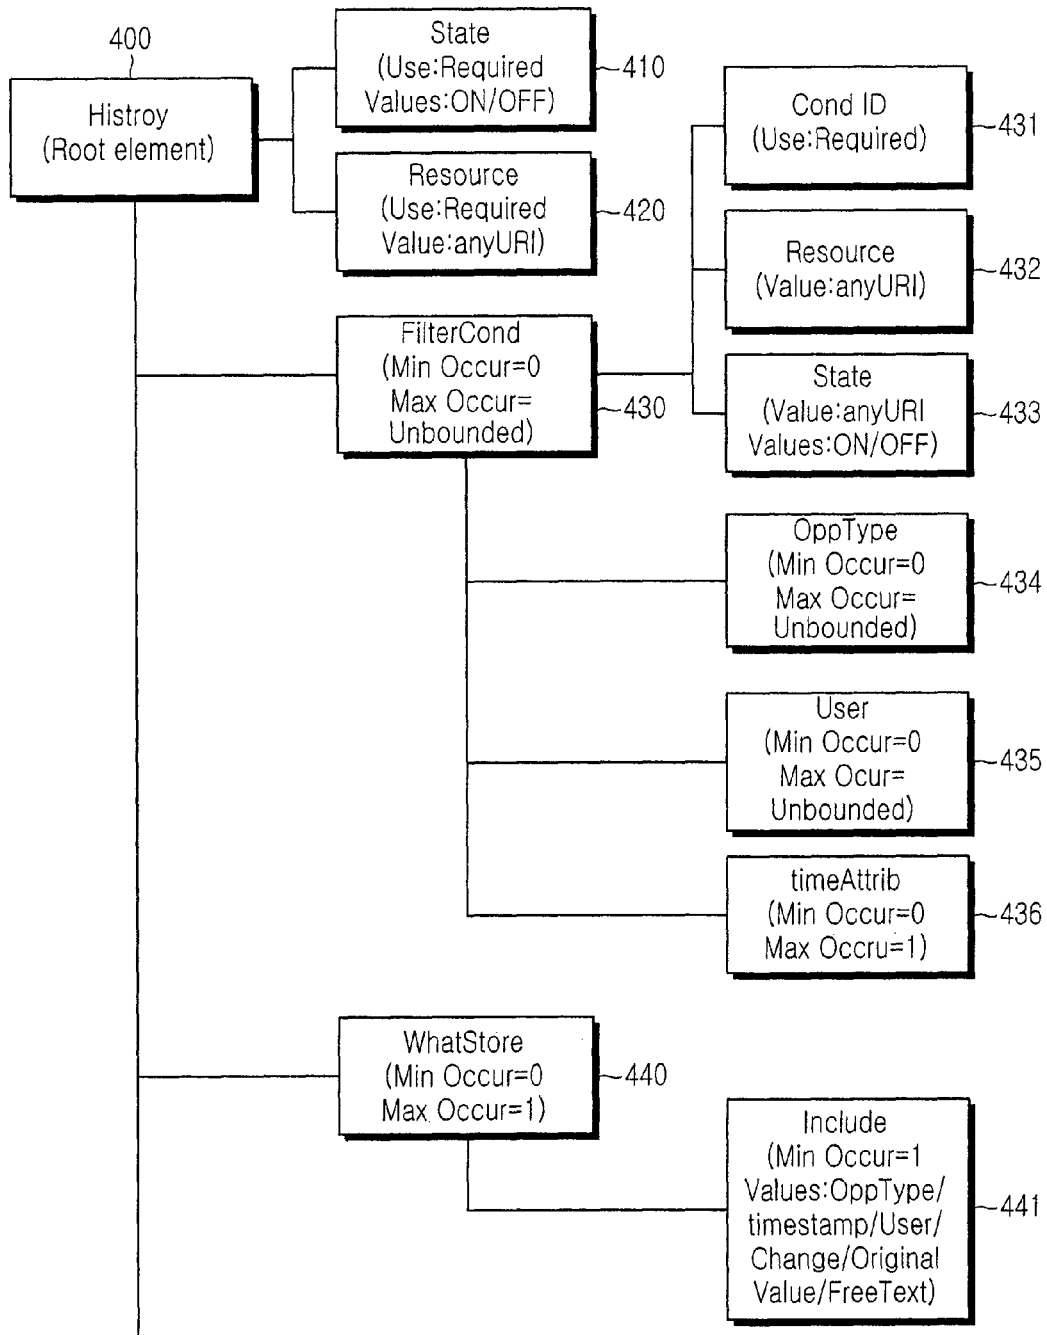 400
Histroy
(Root element)
State
(Use:Required
Values:ON/OFF)
410
Resource
(Use:Required
Value:anyURI)
420
FilterCond
(Min Occur=0
Max Occur=
Unbounded)
430
Cond ID
(Use:Required)
431
Resource
(Value:anyURI)
432
State
(Value:anyURI
Values:ON/OFF)
433
OppType
(Min Occur=0
Max Occur=
Unbounded)
434
User
(Min Occur=0
Max Ocur=
Unbounded)
435
timeAttrib
(Min Occur=0
Max Occru=1)
436
WhatStore
(Min Occur=0
Max Occur=1)
440
Include
(Min Occur=1
Values:OppType/
timestamp/User/
Change/Original
Value/FreeText)
441